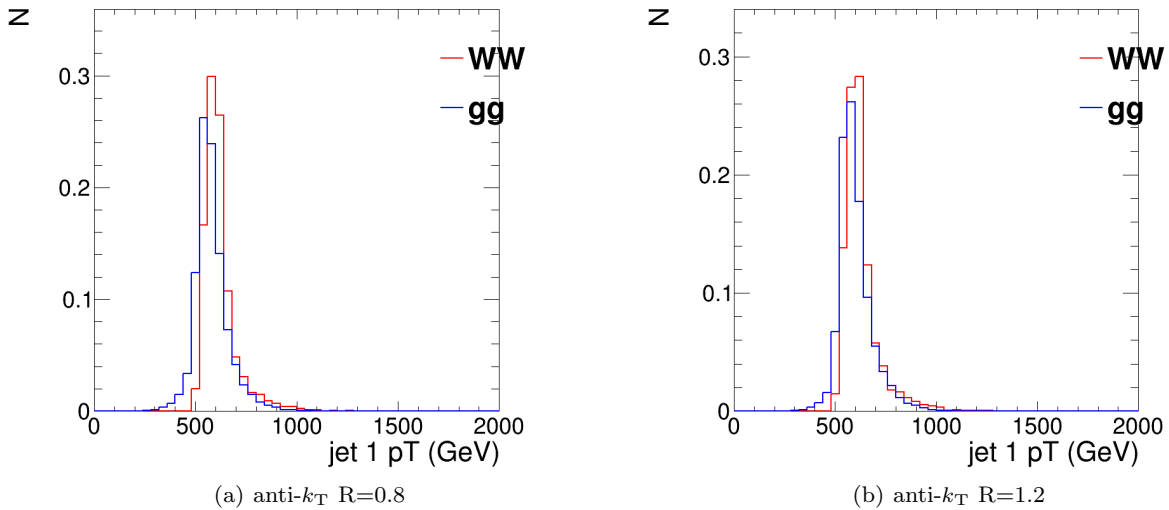 N
WW
gg
0.3
0.2
0.1
0
0 500 1000 1500 2000
jet 1 pT (GeV)
(a) anti-kT R=0.8
N
WW
gg
0.3
0.2
0.1
0
0 500 1000 1500 2000
jet 1 pT (GeV)
(b) anti-kT R=1.2